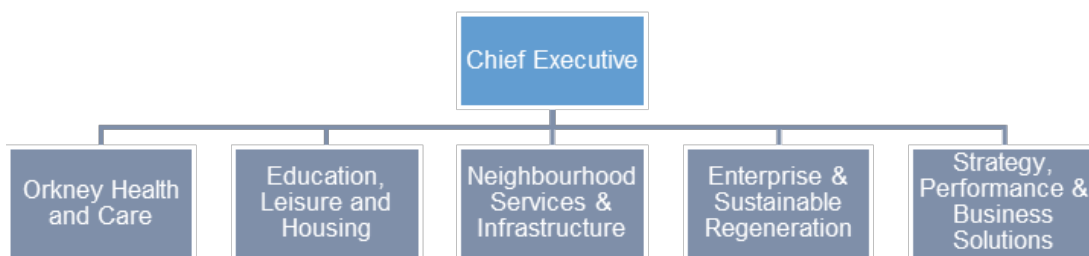 Chief Executive
Orkney Health
and Care
Education,
Leisure and
Housing
Neighbourhood
Services &
Infrastructure
Enterprise &
Sustainable
Regeneration
Strategy,
Performance &
Business
Solutions